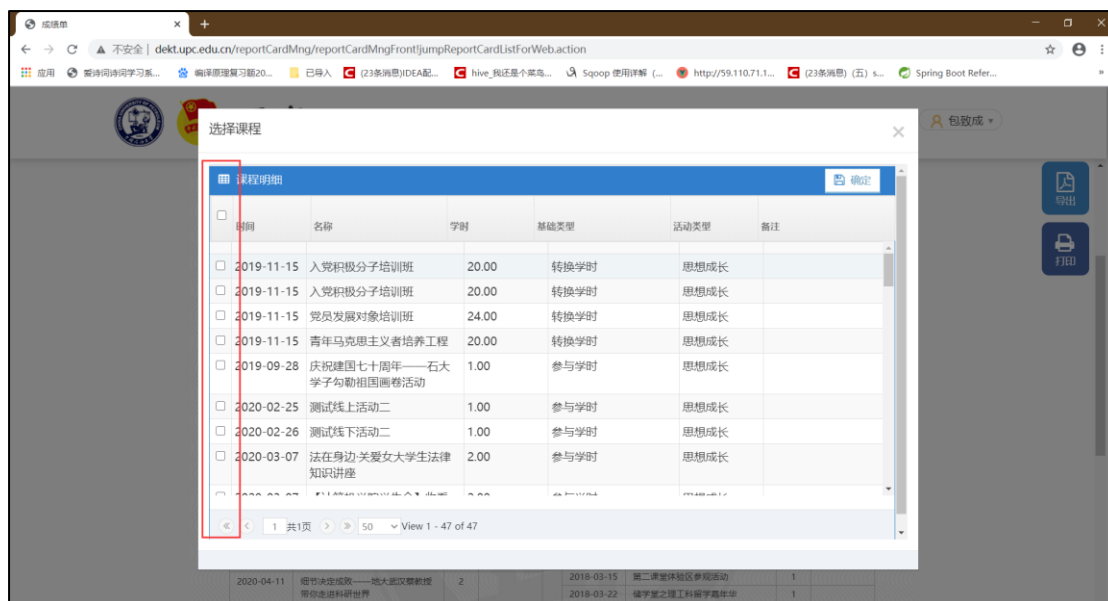 成绩单
不安全 | dekt.upc.edu.cn/reportCardMng/reportCardMngFront!jumpReportCardListForWeb.action
应用 爱诗词诗词学习系... 编译原理复习题20... 已导入 (23条消息)IDEA配... hive_我还是个菜鸟... Sqoop 使用详解 (... http://59.110.71.1... (23条消息) (五) s... Spring Boot Refer...
选择课程
包致成
课程明细 确定
导出
时间 名称 学时 基础类型 活动类型 备注
打印
2019-11-15 入党积极分子培训班 20.00 转换学时 思想成长
2019-11-15 入党积极分子培训班 20.00 转换学时 思想成长
2019-11-15 党员发展对象培训班 24.00 转换学时 思想成长
2019-11-15 青年马克思主义者培养工程 20.00 转换学时 思想成长
2019-09-28 庆祝建国七十周年——石大 1.00 参与学时 思想成长
学子勾勒祖国画卷活动
2020-02-25 测试线上活动二 1.00 参与学时 思想成长
2020-02-26 测试线下活动二 1.00 参与学时 思想成长
2020-03-07 法在身边·关爱女大学生法律 2.00 参与学时 思想成长
知识讲座
1 共1页 50 View 1 - 47 of 47
2020-04-11 细节决定成败——地大武汉蔡教授 2 2018-03-15 第二课堂体验区参观活动 1
带你走进科研世界 2018-03-22 储学堂之理工科留学嘉年华 1